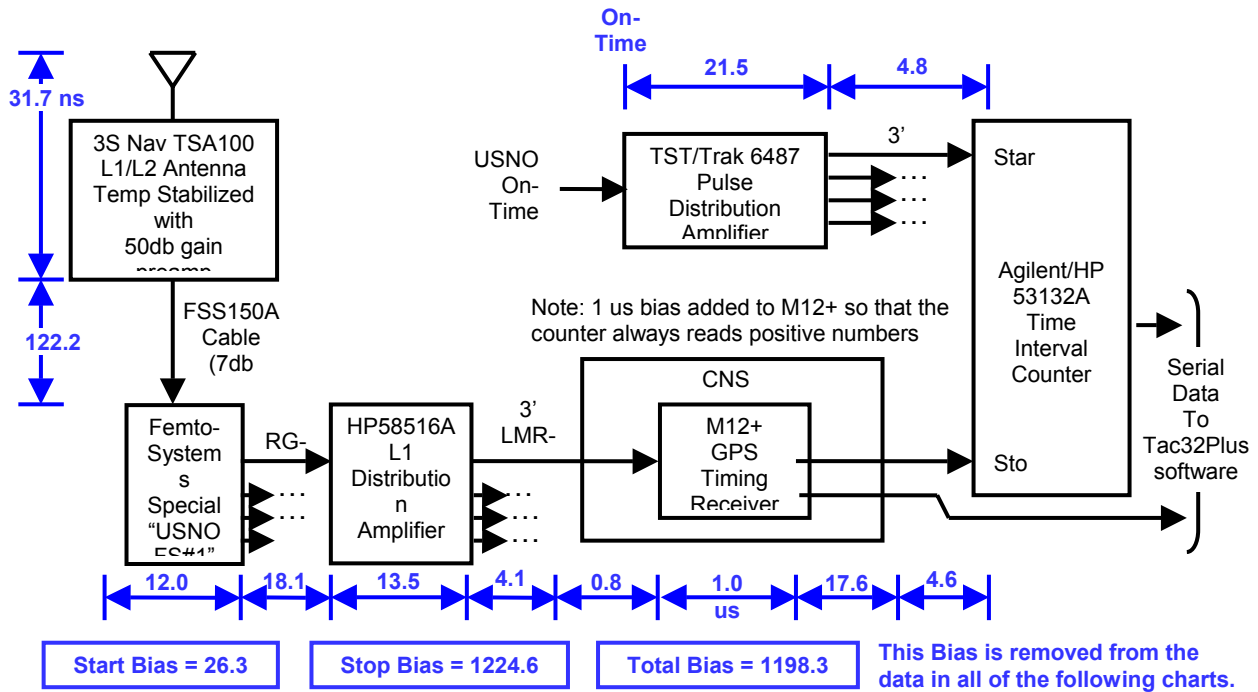 On-
Time
21.5
4.8
31.7 ns
3S Nav TSA100
L1/L2 Antenna
Temp Stabilized
with
50db gain
preamp
USNO
On-
Time
TST/Trak 6487
Pulse
Distribution
Amplifier
3’
...
...
...
Star
Agilent/HP
53132A
Time
Interval
Counter
Sto
122.2
FSS150A
Cable
(7db
Note: 1 us bias added to M12+ so that the
counter always reads positive numbers
CNS
Serial
Data
To
Tac32Plus
software
Femto-
System
s
Special
“USNO
FS#1”
RG-
...
...
HP58516A
L1
Distributio
n
Amplifier
3’
LMR-
...
...
...
M12+
GPS
Timing
Receiver
12.0
18.1
13.5
4.1
0.8
1.0
us
17.6
4.6
Start Bias = 26.3
Stop Bias = 1224.6
Total Bias = 1198.3
This Bias is removed from the
data in all of the following charts.